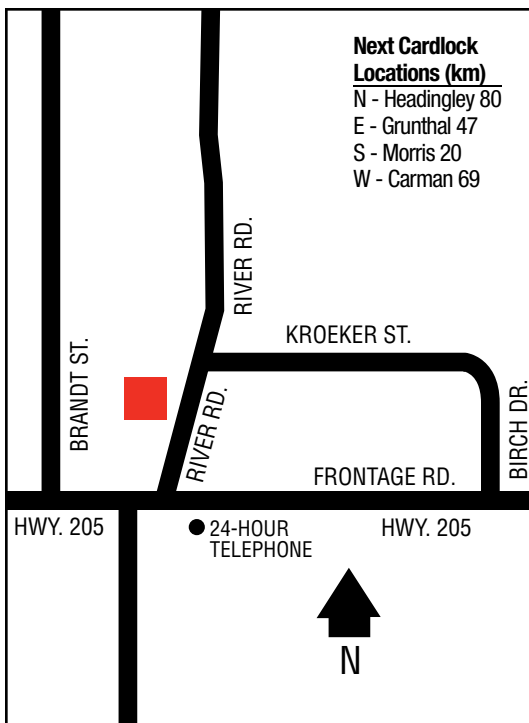 Next Cardlock
Locations (km)
N - Headingley 80
E - Grunthal 47
S - Morris 20
W - Carman 69
RIVER RD.
KROEKER ST.
BRANDT ST.
RIVER RD.
BIRCH DR.
FRONTAGE RD.
HWY. 205
24-HOUR
TELEPHONE
HWY. 205
N